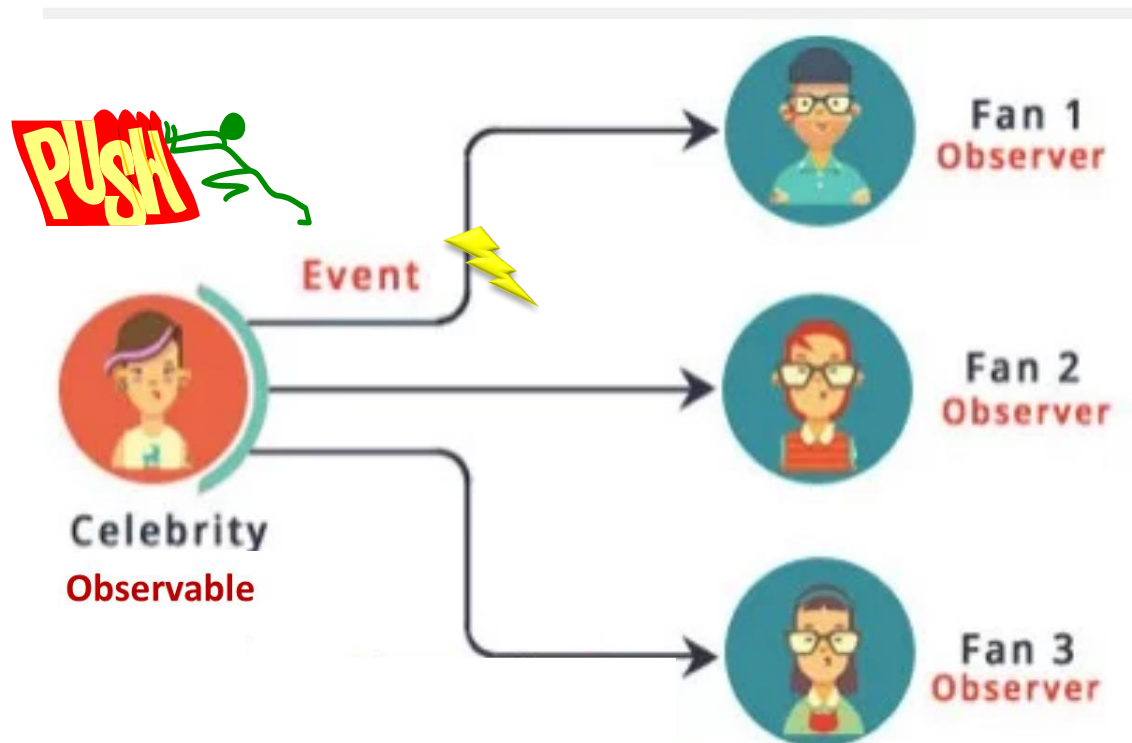 PUSH
Event
Celebrity
Observable
Fan 1
Observer
Fan 2
Observer
Fan 3
Observer